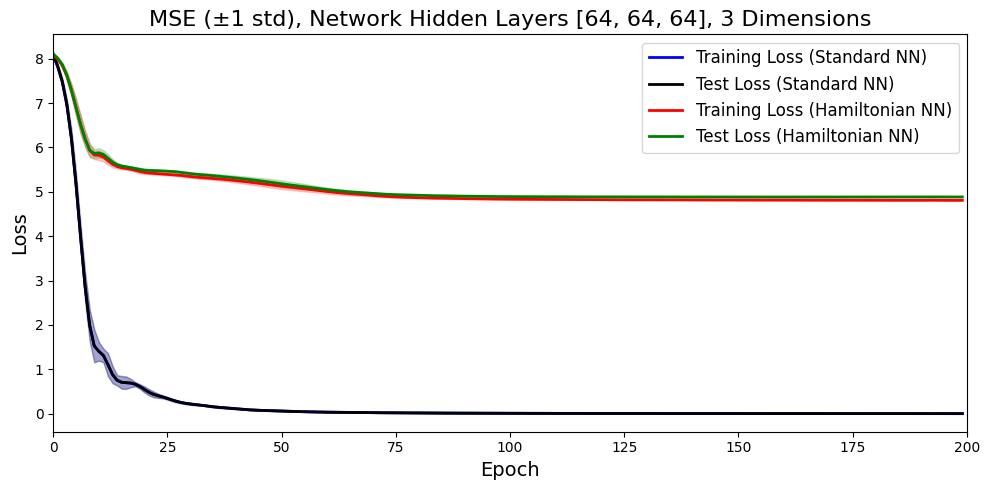 MSE (±1 std), Network Hidden Layers [64, 64, 64], 3 Dimensions
Training Loss (Standard NN)
Test Loss (Standard NN)
Training Loss (Hamiltonian NN)
Test Loss (Hamiltonian NN)
Loss
8
7
6
5
4
3
2
1
0
0 25 50 75 100 125 150 175 200
Epoch